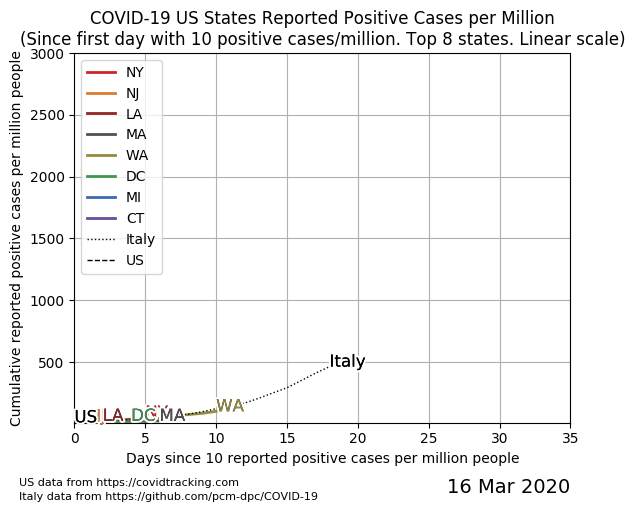 COVID-19 US States Reported Positive Cases per Million
(Since first day with 10 positive cases/million. Top 8 states. Linear scale)
Cumulative reported positive cases per million people
3000
2500
2000
1500
1000
500
NY
NJ
LA
MA
WA
DC
MI
CT
Italy
US
Italy
WA
US
LA
DC
MA
0
5
10
15
20
25
30
35
Days since 10 reported positive cases per million people
US data from https://covidtracking.com
Italy data from https://github.com/pcm-dpc/COVID-19
16 Mar 2020